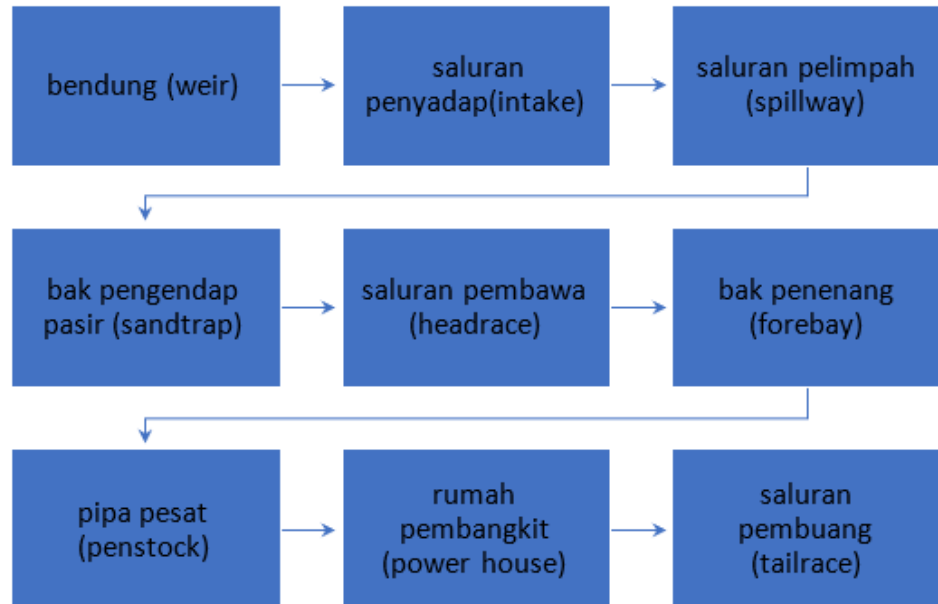 bendung (weir)
saluran
penyadap(intake)
saluran pelimpah
(spillway)
bak pengendap
pasir (sandtrap)
saluran pembawa
(headrace)
bak penenang
(forebay)
pipa pesat
(penstock)
rumah
pembangkit
(power house)
saluran
pembuang
(tailrace)